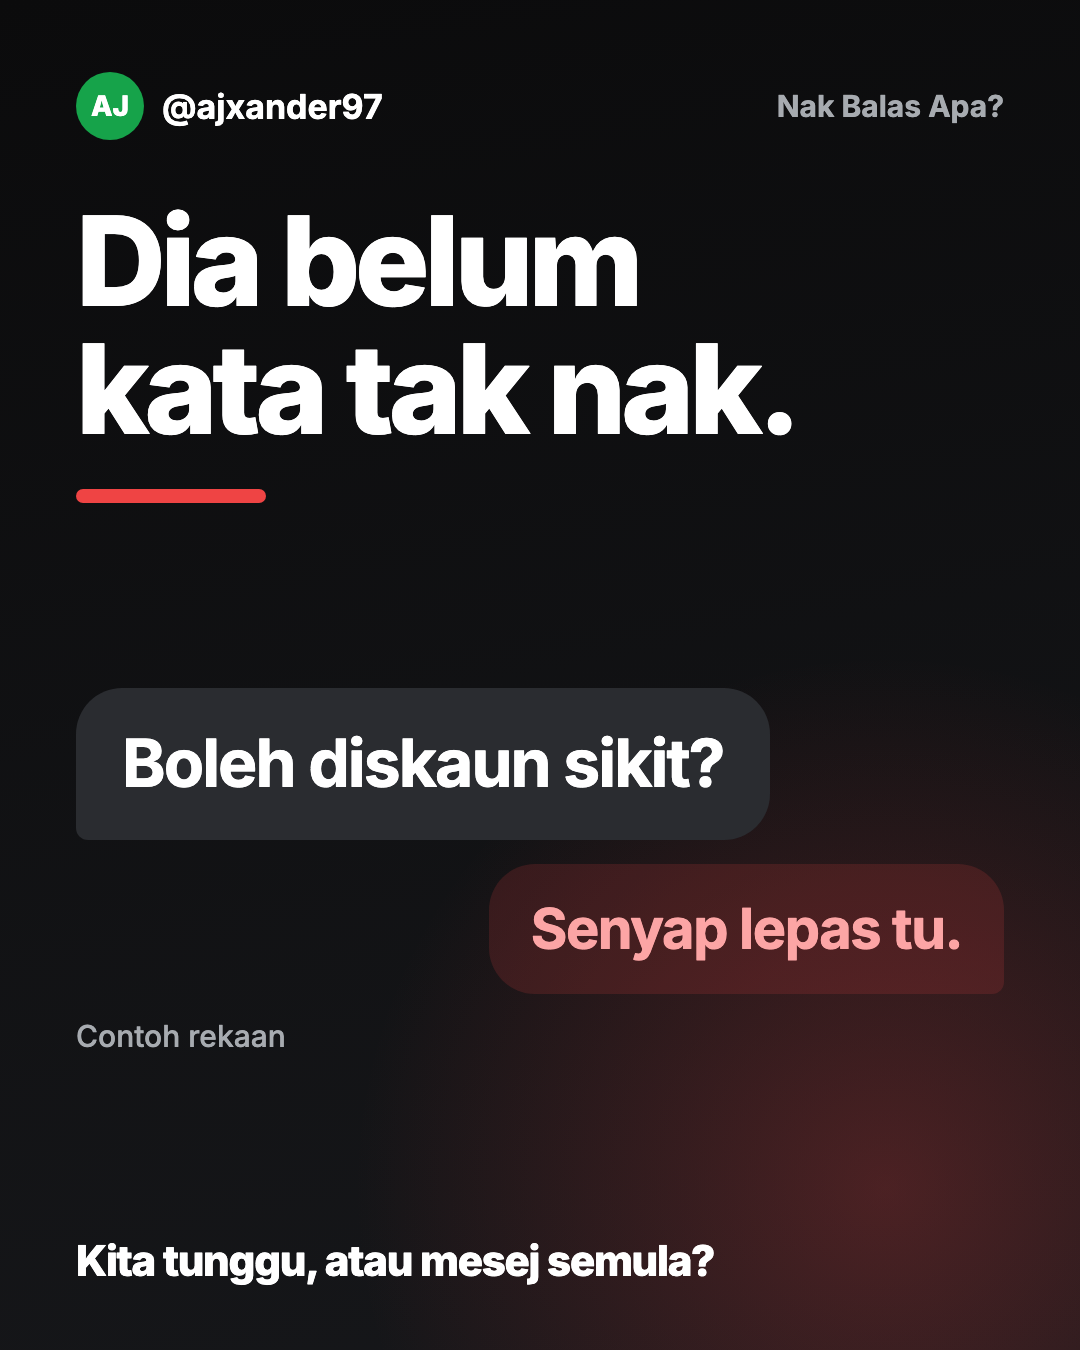 AJ @ajxander97
Nak Balas Apa?
Dia belum
kata tak nak.
Boleh diskaun sikit?
Senyap lepas tu.
Contoh rekaan
Kita tunggu, atau mesej semula?